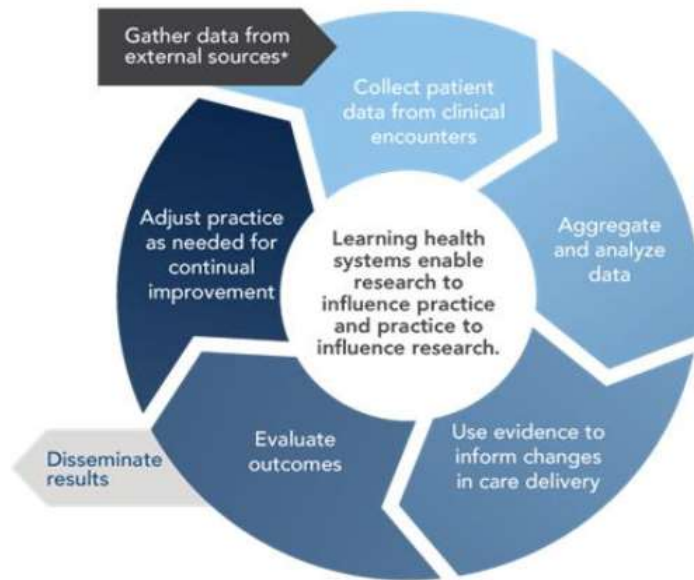 Gather data from
external sources*
Collect patient
data from clinical
encounters
Aggregate
and analyze
data
Use evidence to
inform changes
in care delivery
Evaluate
outcomes
Disseminate
results
Adjust practice
as needed for
continual
improvement
Learning health
systems enable
research to
influence practice
and practice to
influence research.